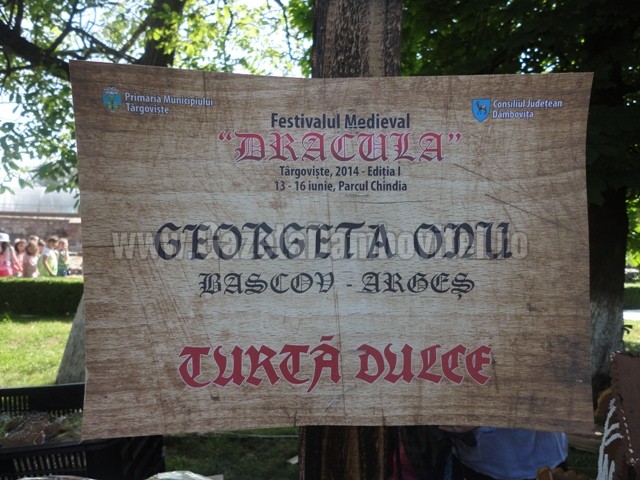 Primăria Municipiului
Târgoviște
Consiliul Județean
Dâmbovița
Festivalul Medieval
"DRACULA"
Târgoviște, 2014 - Ediția I
13 - 16 iunie, Parcul Chindia
GEORGETA ODU
BASCOV - ARGEȘ
TURTĂ DULCE